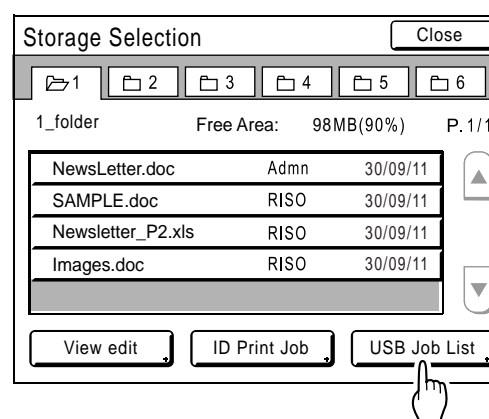 Storage Selection Close
1 2 3 4 5 6
1_folder Free Area: 98MB(90%) P. 1/1
NewsLetter.doc Admn 30/09/11
SAMPLE.doc RISO 30/09/11
Newsletter_P2.xls RISO 30/09/11
Images.doc RISO 30/09/11
View edit ID Print Job USB Job List